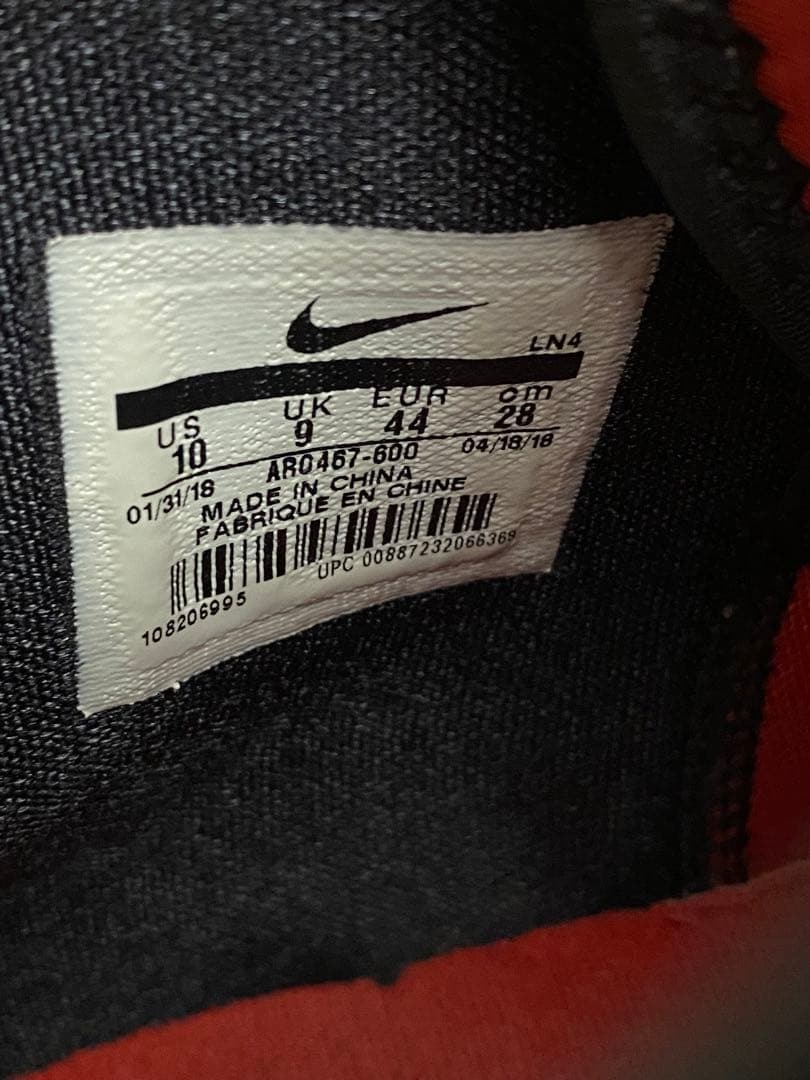 LN4
US UK EUR cm
10 9 44 28
01/31/18 AR0467-600 04/18/18
MADE IN CHINA
FABRIQUE EN CHINE
UPC 00887232066369
108206995